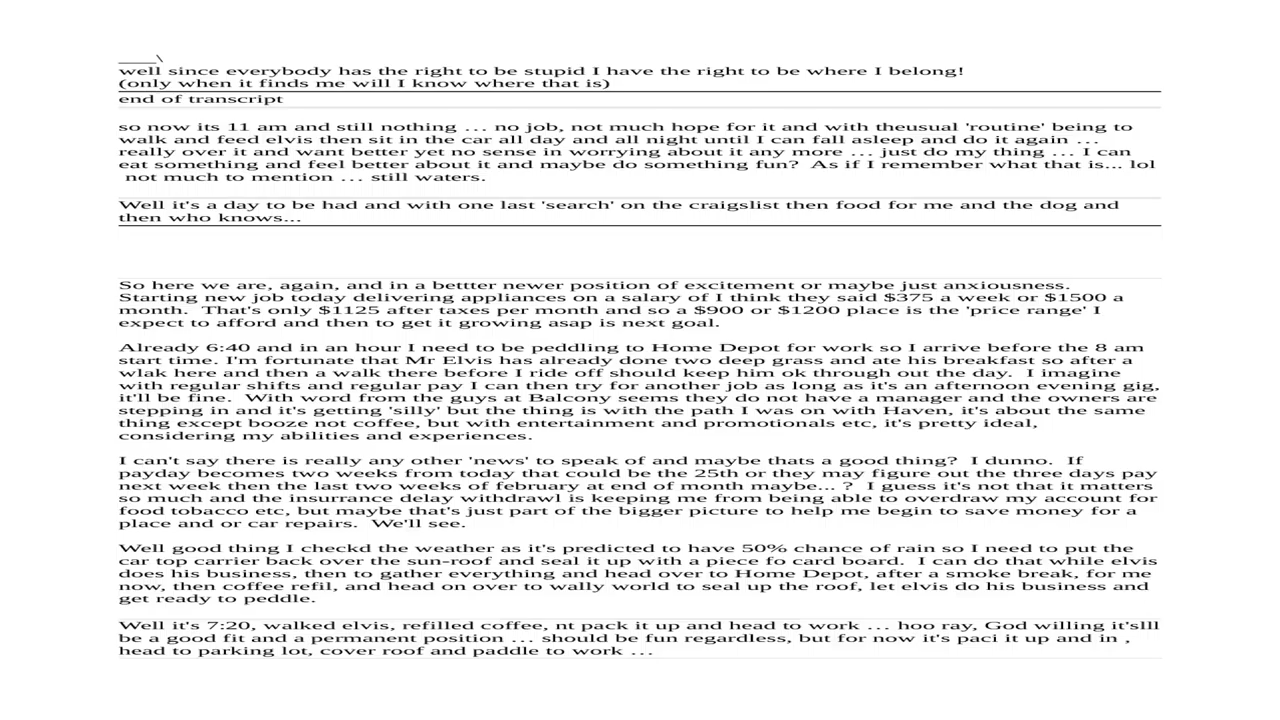 ____\
well since everybody has the right to be stupid I have the right to be where I belong!
(only when it finds me will I know where that is)
end of transcript
so now its 11 am and still nothing ... no job, not much hope for it and with theusual 'routine' being to
walk and feed elvis then sit in the car all day and all night until I can fall asleep and do it again ...
really over it and want better yet no sense in worrying about it any more ... just do my thing ... I can
eat something and feel better about it and maybe do something fun?  As if I remember what that is... lol
not much to mention ... still waters.
Well it's a day to be had and with one last 'search' on the craigslist then food for me and the dog and
then who knows...
So here we are, again, and in a bettter newer position of excitement or maybe just anxiousness.
Starting new job today delivering appliances on a salary of I think they said $375 a week or $1500 a
month.  That's only $1125 after taxes per month and so a $900 or $1200 place is the 'price range' I
expect to afford and then to get it growing asap is next goal.
Already 6:40 and in an hour I need to be peddling to Home Depot for work so I arrive before the 8 am
start time. I'm fortunate that Mr Elvis has already done two deep grass and ate his breakfast so after a
wlak here and then a walk there before I ride off should keep him ok through out the day.  I imagine
with regular shifts and regular pay I can then try for another job as long as it's an afternoon evening gig,
it'll be fine.  With word from the guys at Balcony seems they do not have a manager and the owners are
stepping in and it's getting 'silly' but the thing is with the path I was on with Haven, it's about the same
thing except booze not coffee, but with entertainment and promotionals etc, it's pretty ideal,
considering my abilities and experiences.
I can't say there is really any other 'news' to speak of and maybe thats a good thing?  I dunno.  If
payday becomes two weeks from today that could be the 25th or they may figure out the three days pay
next week then the last two weeks of february at end of month maybe... ?  I guess it's not that it matters
so much and the insurrance delay withdrawl is keeping me from being able to overdraw my account for
food tobacco etc, but maybe that's just part of the bigger picture to help me begin to save money for a
place and or car repairs.  We'll see.
Well good thing I checkd the weather as it's predicted to have 50% chance of rain so I need to put the
car top carrier back over the sun-roof and seal it up with a piece fo card board.  I can do that while elvis
does his business, then to gather everything and head over to Home Depot, after a smoke break, for me
now, then coffee refil, and head on over to wally world to seal up the roof, let elvis do his business and
get ready to peddle.
Well it's 7:20, walked elvis, refilled coffee, nt pack it up and head to work ... hoo ray, God willing it'slll
be a good fit and a permanent position ... should be fun regardless, but for now it's paci it up and in ,
head to parking lot, cover roof and paddle to work ...